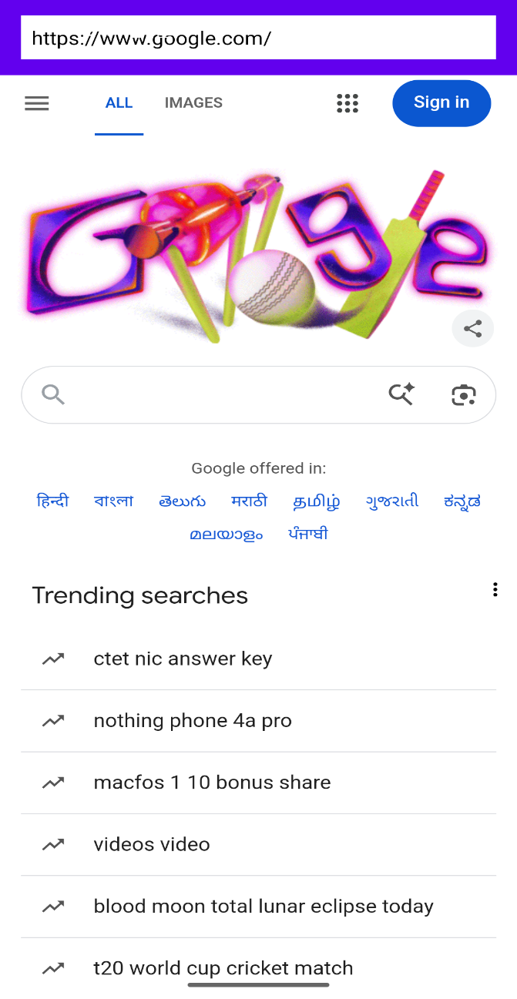 https://www.google.com/
ALL IMAGES Sign in
Google
Google offered in:
हिन्दी বাংলা తెలుగు मराठी தமிழ் ગુજરાતી ಕನ್ನಡ
മലയാളം ਪੰਜਾਬੀ
Trending searches
ctet nic answer key
nothing phone 4a pro
macfos 1 10 bonus share
videos video
blood moon total lunar eclipse today
t20 world cup cricket match